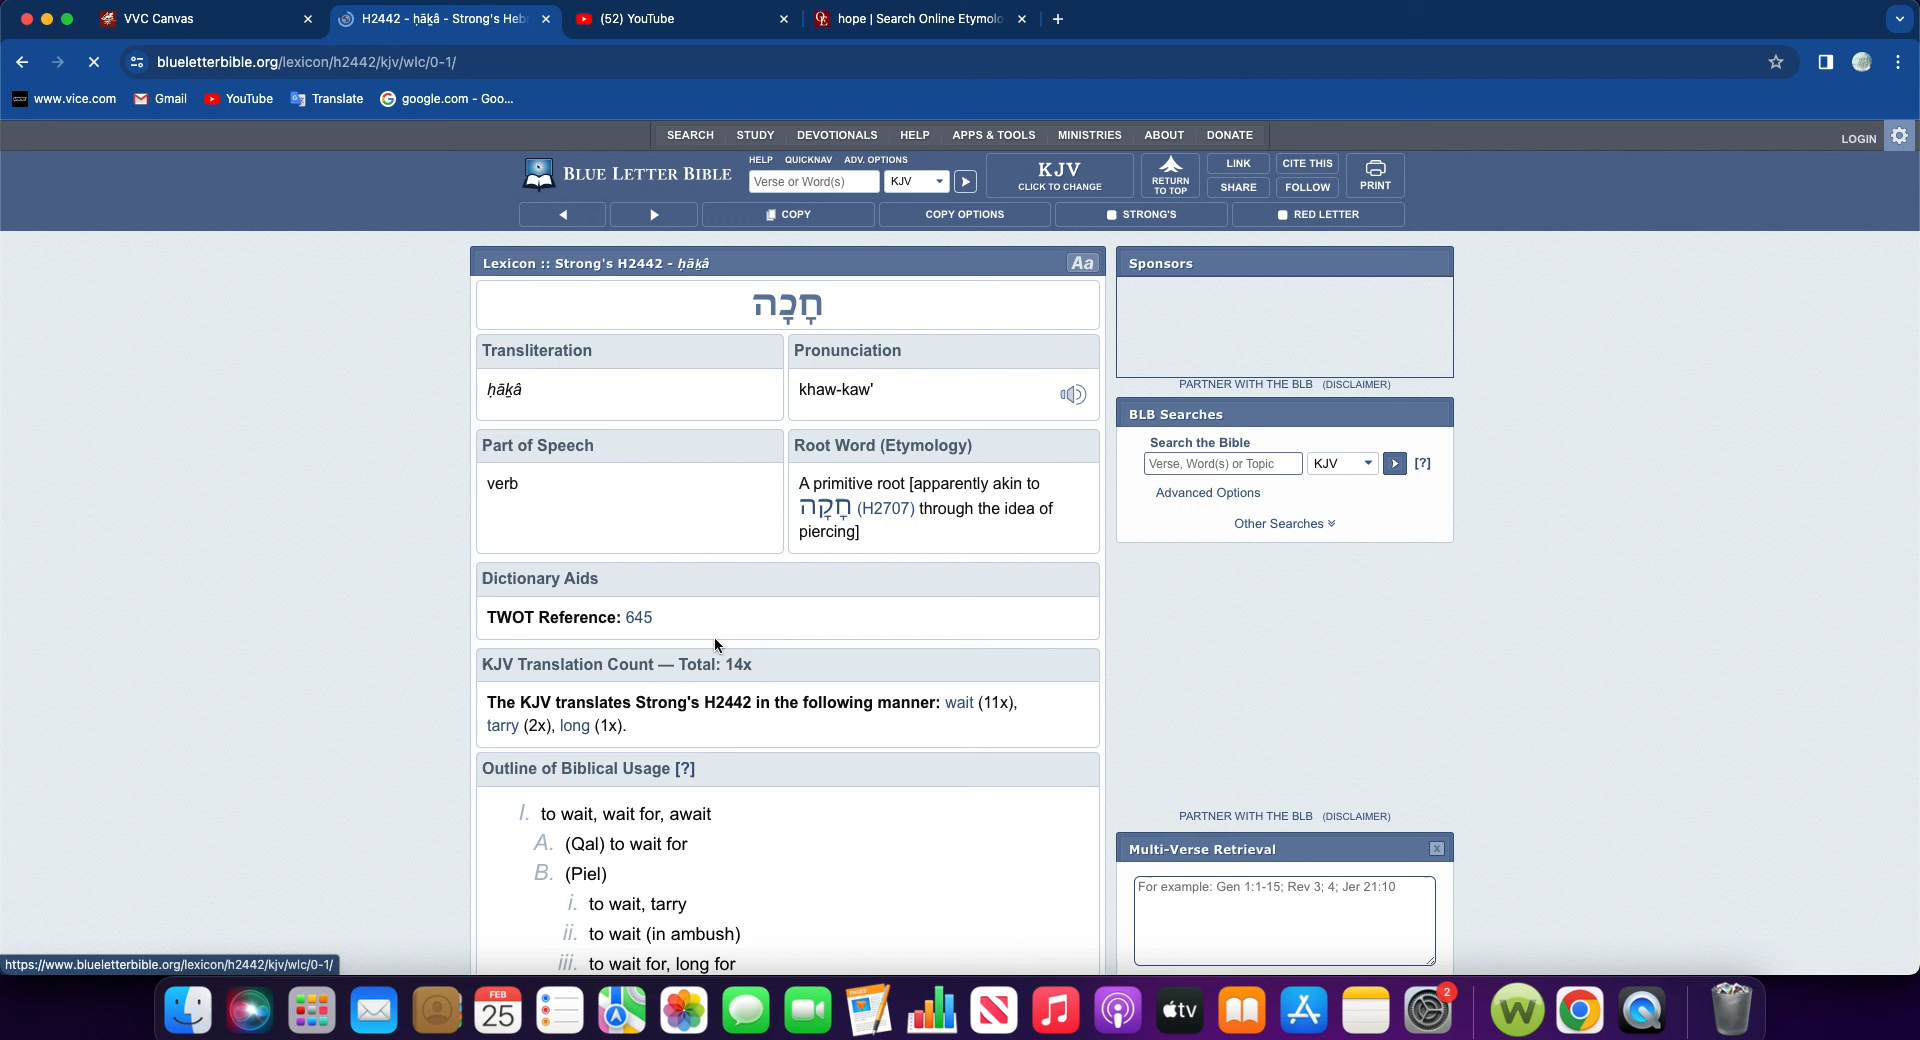 VVC Canvas
H2442 - ḥāḵâ - Strong's Heb
(52) YouTube
hope | Search Online Etymolo
blueletterbible.org/lexicon/h2442/kjv/wlc/0-1/
www.vice.com
Gmail
YouTube
Translate
google.com - Goo...
SEARCH
STUDY
DEVOTIONALS
HELP
APPS & TOOLS
MINISTRIES
ABOUT
DONATE
LOGIN
BLUE LETTER BIBLE
HELP
QUICKNAV
ADV. OPTIONS
Verse or Word(s)
KJV
KJV
CLICK TO CHANGE
RETURN
TO TOP
LINK
CITE THIS
SHARE
FOLLOW
PRINT
COPY
COPY OPTIONS
STRONG'S
RED LETTER
Lexicon :: Strong's H2442 - ḥāḵâ
Aa
חָכָה
Transliteration
ḥāḵâ
Pronunciation
khaw-kaw'
Part of Speech
verb
Root Word (Etymology)
A primitive root [apparently akin to
חָקָה (H2707) through the idea of
piercing]
Dictionary Aids
TWOT Reference: 645
KJV Translation Count — Total: 14x
The KJV translates Strong's H2442 in the following manner: wait (11x),
tarry (2x), long (1x).
Outline of Biblical Usage [?]
I. to wait, wait for, await
A. (Qal) to wait for
B. (Piel)
i. to wait, tarry
ii. to wait (in ambush)
iii. to wait for, long for
Sponsors
PARTNER WITH THE BLB (DISCLAIMER)
BLB Searches
Search the Bible
Verse, Word(s) or Topic
KJV
[?]
Advanced Options
Other Searches
PARTNER WITH THE BLB (DISCLAIMER)
Multi-Verse Retrieval
x
For example: Gen 1:1-15; Rev 3; 4; Jer 21:10
https://www.blueletterbible.org/lexicon/h2442/kjv/wlc/0-1/
FEB
25
tv
2